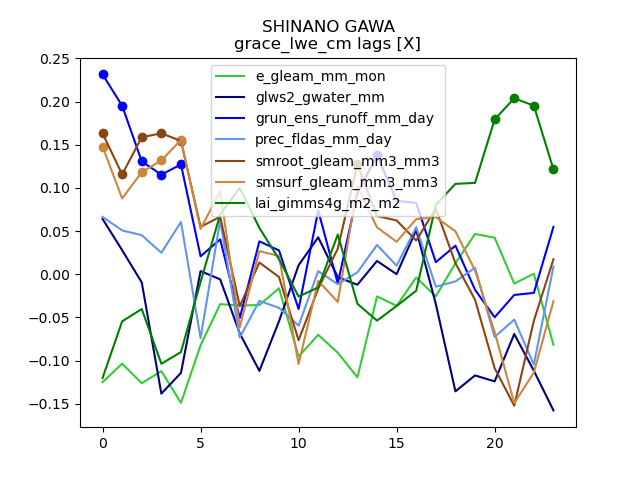 SHINANO GAWA
grace_lwe_cm lags [X]
e_gleam_mm_mon
glws2_gwater_mm
grun_ens_runoff_mm_day
prec_fldas_mm_day
smroot_gleam_mm3_mm3
smsurf_gleam_mm3_mm3
lai_gimms4g_m2_m2
0.25
0.20
0.15
0.10
0.05
0.00
−0.05
−0.10
−0.15
0 5 10 15 20